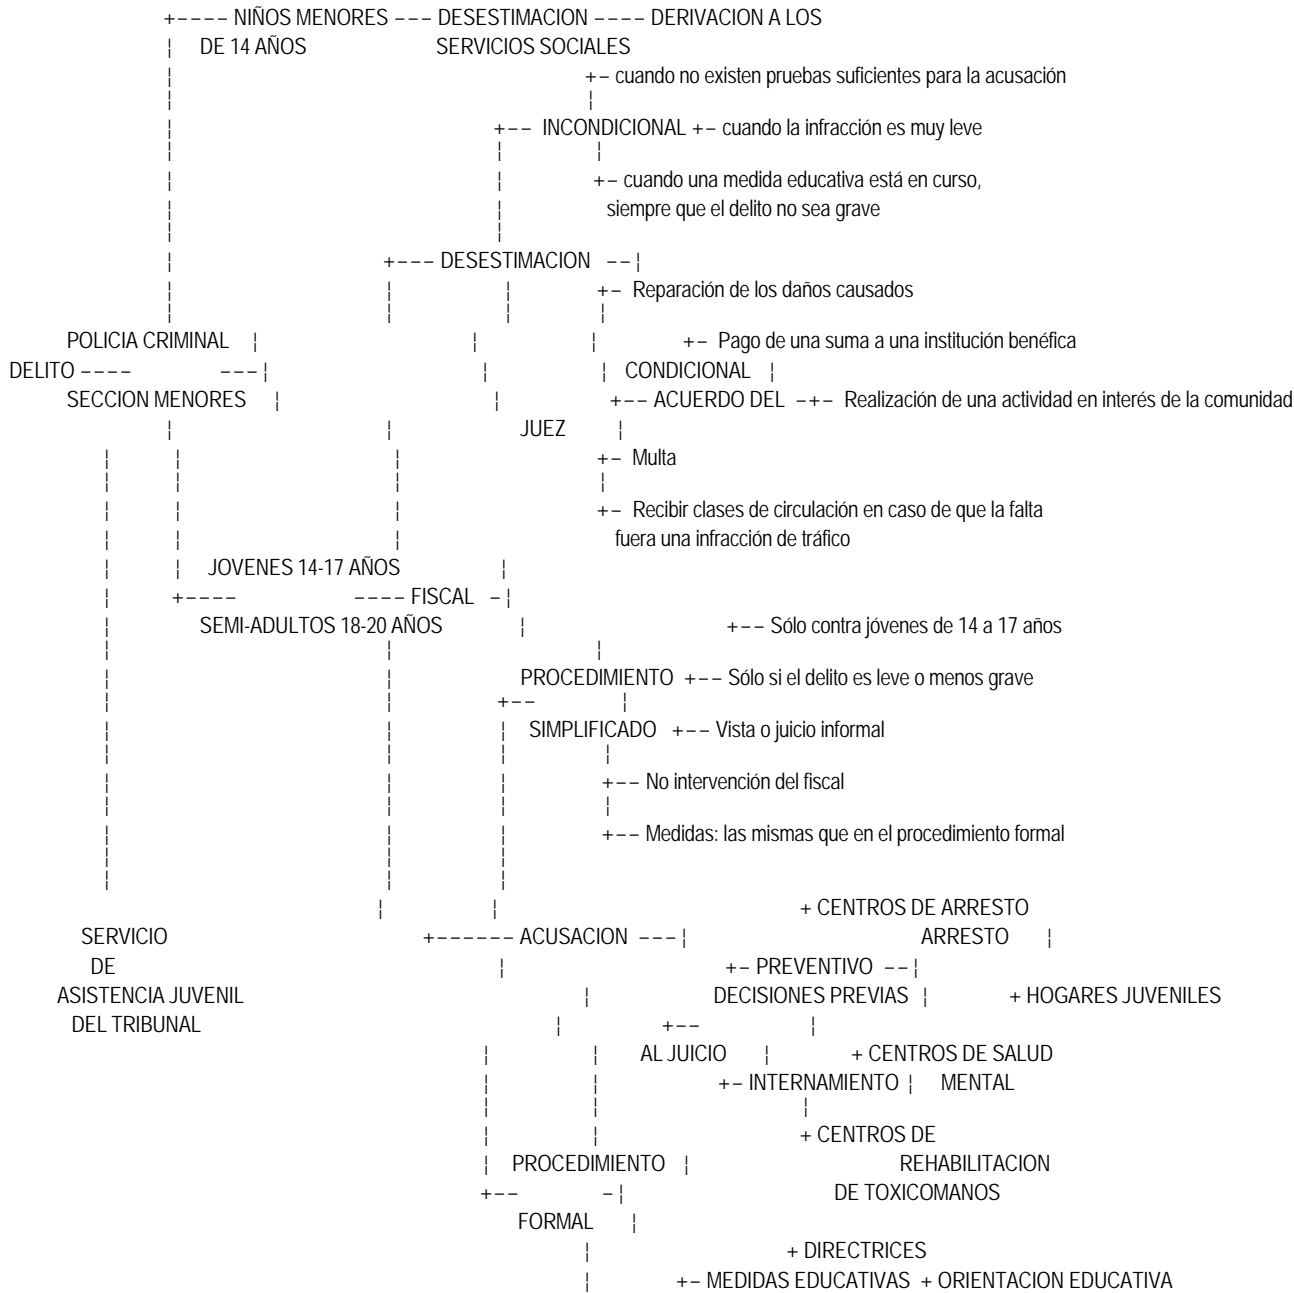 +---- NIÑOS MENORES --- DESESTIMACION ---- DERIVACION A LOS
¦ DE 14 AÑOS SERVICIOS SOCIALES
¦ +- cuando no existen pruebas suficientes para la acusación
¦ ¦
¦ +-- INCONDICIONAL +- cuando la infracción es muy leve
¦ ¦ ¦
¦ ¦ +- cuando una medida educativa está en curso,
¦ ¦ siempre que el delito no sea grave
¦ ¦
¦ +--- DESESTIMACION --¦
¦ ¦ ¦ +- Reparación de los daños causados
¦ ¦ ¦ ¦
POLICIA CRIMINAL ¦ ¦ ¦ +- Pago de una suma a una institución benéfica
DELITO ---- ---¦ ¦ ¦ CONDICIONAL ¦
SECCION MENORES ¦ ¦ +-- ACUERDO DEL -+- Realización de una actividad en interés de la comunidad
¦ ¦ JUEZ ¦
¦ ¦ ¦ +- Multa
¦ ¦ ¦ ¦
¦ ¦ ¦ +- Recibir clases de circulación en caso de que la falta
¦ ¦ ¦ fuera una infracción de tráfico
¦ ¦ JOVENES 14-17 AÑOS ¦
¦ +---- ---- FISCAL -¦
¦ SEMI-ADULTOS 18-20 AÑOS ¦ +-- Sólo contra jóvenes de 14 a 17 años
¦ ¦ ¦
¦ ¦ PROCEDIMIENTO +-- Sólo si el delito es leve o menos grave
¦ ¦ +-- ¦
¦ ¦ ¦ SIMPLIFICADO +-- Vista o juicio informal
¦ ¦ ¦ ¦
¦ ¦ ¦ +-- No intervención del fiscal
¦ ¦ ¦ ¦
¦ ¦ ¦ +-- Medidas: las mismas que en el procedimiento formal
¦ ¦ ¦
¦ ¦ ¦
¦ ¦ + CENTROS DE ARRESTO
SERVICIO +------ ACUSACION ---¦ ARRESTO ¦
DE ¦ +- PREVENTIVO --¦
ASISTENCIA JUVENIL ¦ DECISIONES PREVIAS ¦ + HOGARES JUVENILES
DEL TRIBUNAL ¦ +-- ¦
¦ ¦ AL JUICIO ¦ + CENTROS DE SALUD
¦ ¦ +- INTERNAMIENTO ¦ MENTAL
¦ ¦ ¦
¦ ¦ + CENTROS DE
¦ PROCEDIMIENTO ¦ REHABILITACION
+-- -¦ DE TOXICOMANOS
FORMAL ¦
¦ + DIRECTRICES
¦ +- MEDIDAS EDUCATIVAS + ORIENTACION EDUCATIVA